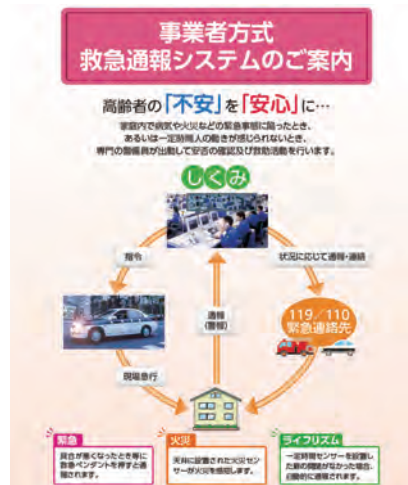 事業者方式
救急通報システムのご案内
高齢者の「不安」を「安心」に…
家庭内で病気や火災などの緊急事態に陥ったとき、
あるいは一定時間人の動きが感じられないとき、
専門の警備員が出動して安否の確認及び救助活動を行います。
しくみ
指令
状況に応じて通報・連絡
通報
(警報)
119/110
緊急連絡先
現場急行
緊急
具合が悪くなったとき等に
救急ペンダントを押すと通
報されます。
火災
天井に設置された火災セン
サーが火災を感知します。
ライフリズム
一定時間センサーを設置し
た扉の開閉がなかった場合、
自動的に通報されます。